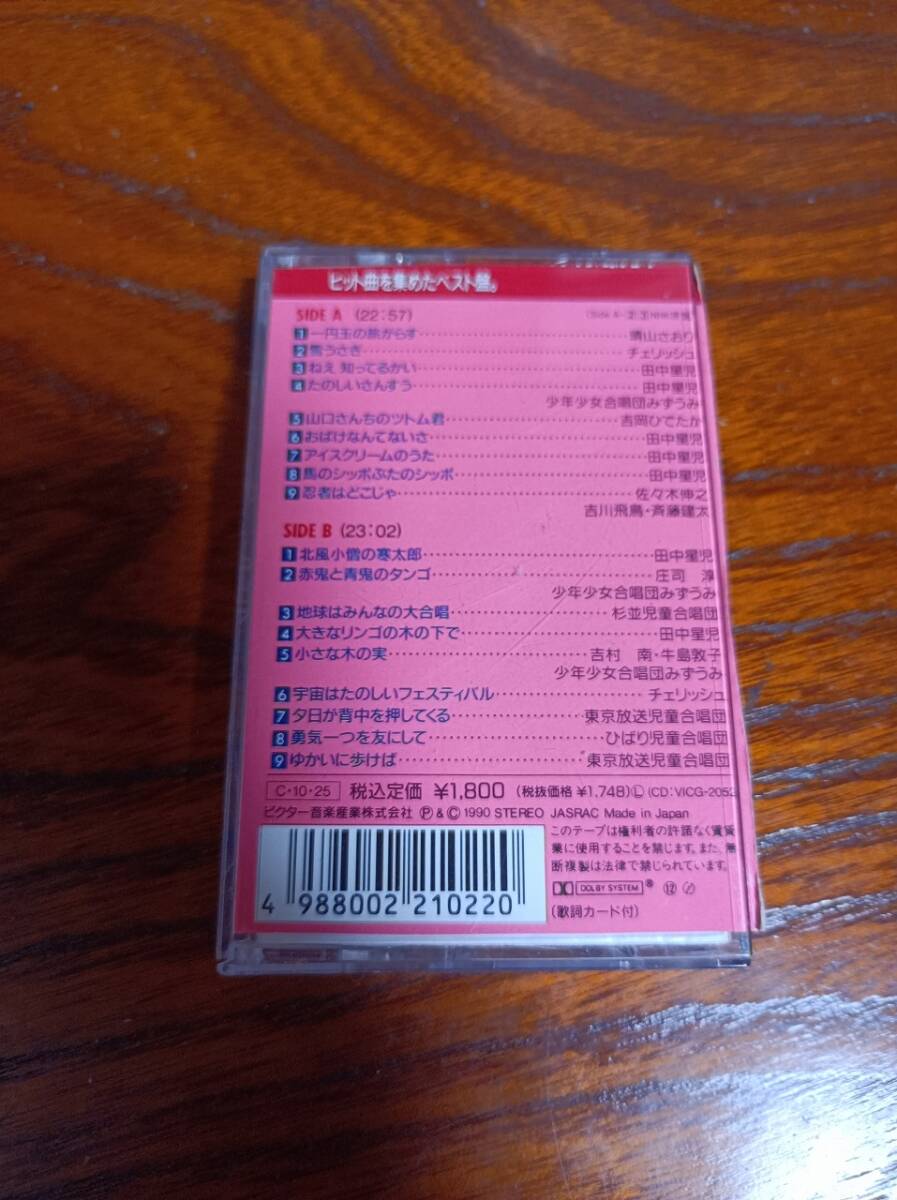 ヒット曲を集めたベスト盤。
SIDE A (22:57)
1 一円玉の旅がらす 晴山さおり
2 雪うさぎ チェリッシュ
3 ねえ 知ってるかい 田中星児
4 たのしいさんすう 田中星児
少年少女合唱団みずうみ
5 山口さんちのツトム君 吉岡ひでたか
6 おばけなんてないさ 田中星児
7 アイスクリームのうた 田中星児
8 馬のシッポぶたのシッポ 田中星児
9 忍者はどこじゃ 佐々木伸之
吉川飛鳥・斉藤建太
SIDE B (23:02)
1 北風小僧の寒太郎 田中星児
2 赤鬼と青鬼のタンゴ 庄司 淳
少年少女合唱団みずうみ
3 地球はみんなの大合唱 杉並児童合唱団
4 大きなリンゴの木の下で 田中星児
5 小さな木の実 吉村 南・牛島敦子
少年少女合唱団みずうみ
6 宇宙はたのしいフェスティバル チェリッシュ
7 夕日が背中を押してくる 東京放送児童合唱団
8 勇気一つを友にして ひばり児童合唱団
9 ゆかいに歩けば 東京放送児童合唱団
C・10・25 税込定価 ¥1,800 (税抜価格 ¥1,748) Ⓛ (CD:VICG-2052
ビクター音楽産業株式会社 Ⓟ & Ⓒ 1990 STEREO JASRAC Made in Japan
このテープは権利者の許諾なく賃貸
業に使用することを禁じます。また、無
断複製は法律で禁じられています。
DOLBY SYSTEM ® ⑫
(歌詞カード付)
4 988002 210220